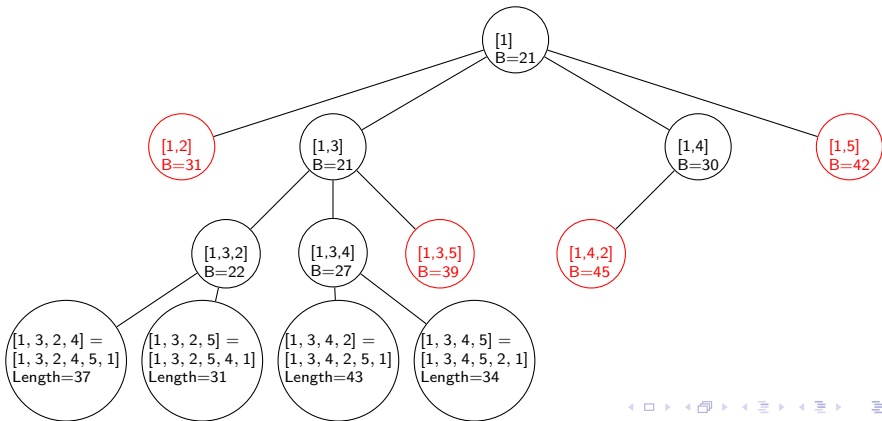 [1]
B=21
[1,2]
B=31
[1,3]
B=21
[1,4]
B=30
[1,5]
B=42
[1,3,2]
B=22
[1,3,4]
B=27
[1,3,5]
B=39
[1,4,2]
B=45
[1, 3, 2, 4] =
[1, 3, 2, 4, 5, 1]
Length=37
[1, 3, 2, 5] =
[1, 3, 2, 5, 4, 1]
Length=31
[1, 3, 4, 2] =
[1, 3, 4, 2, 5, 1]
Length=43
[1, 3, 4, 5] =
[1, 3, 4, 5, 2, 1]
Length=34